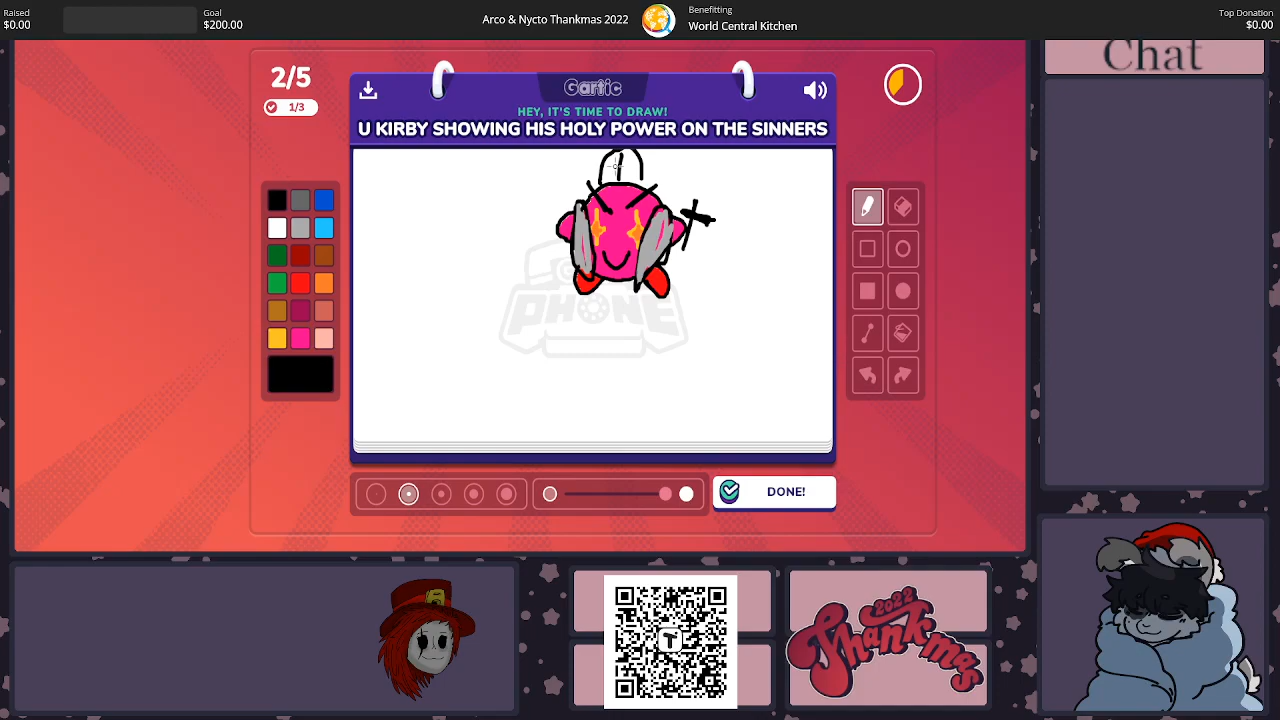 Raised
$0.00
Goal
$200.00
Arco & Nycto Thankmas 2022
Benefitting
World Central Kitchen
Top Donation
$0.00
Chat
2/5
1/3
Gartic
HEY, IT'S TIME TO DRAW!
U KIRBY SHOWING HIS HOLY POWER ON THE SINNERS
PHONE
DONE!
T
2022
Thankmas